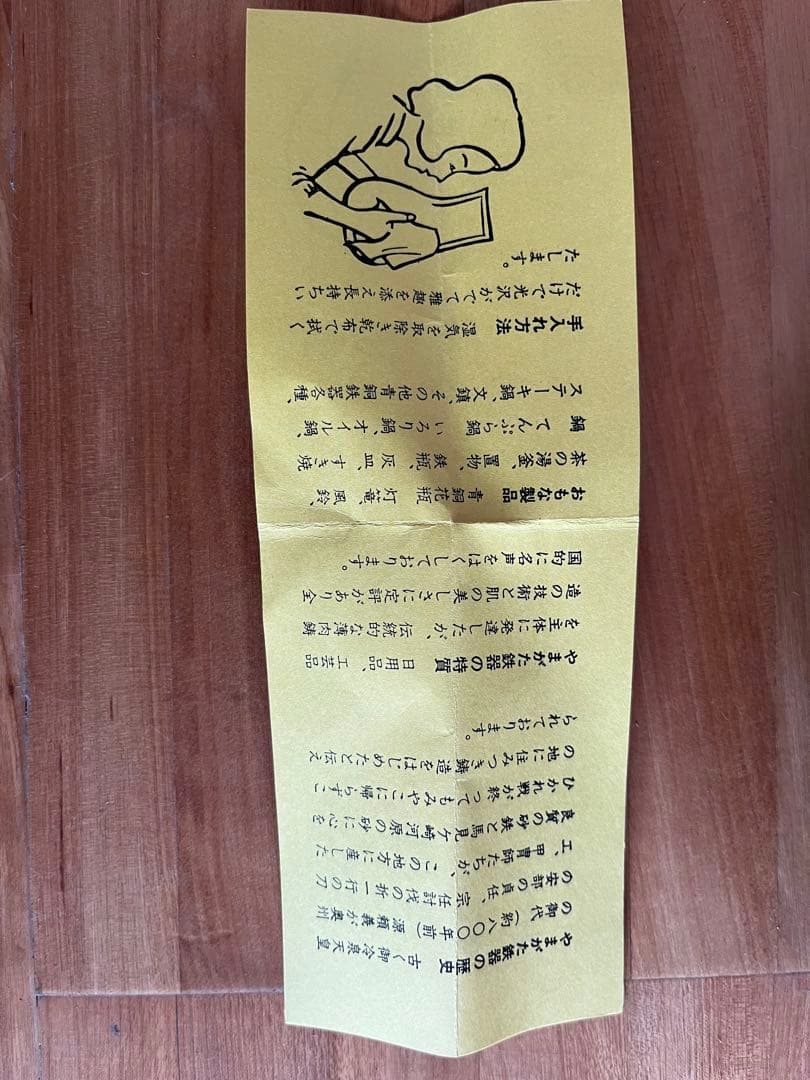 やまがた鉄器の歴史 古く御冷泉天皇
の御代(約八〇〇年前)源頼義が奥州
の安部の貞任、宗任討伐の折一行の刀
工、甲冑師たちが、この地方に産した
良質の砂鉄と馬見ケ崎河原の砂に心を
ひかれ戦が終つてもみやこに帰らずこ
の地に住みつき鋳造をはじめたと伝え
られております。
やまがた鉄器の特質 日用品、工芸品
を主体に発達したが、伝統的な薄肉鋳
造の技術と肌の美しさに定評があり全
国的に名声をはくしております。
おもな製品 青銅花瓶 灯篭、風鈴、
茶の湯釜、置物、鉄瓶、灰皿、すき焼
鍋 てんぷら鍋 いろり鍋、オイル鍋、
ステーキ鍋、文鎮、その他青銅鉄器各種、
手入れ方法 湿気を取除き乾布で拭く
だけで光沢がでて雅趣を添え長持ちい
たします。